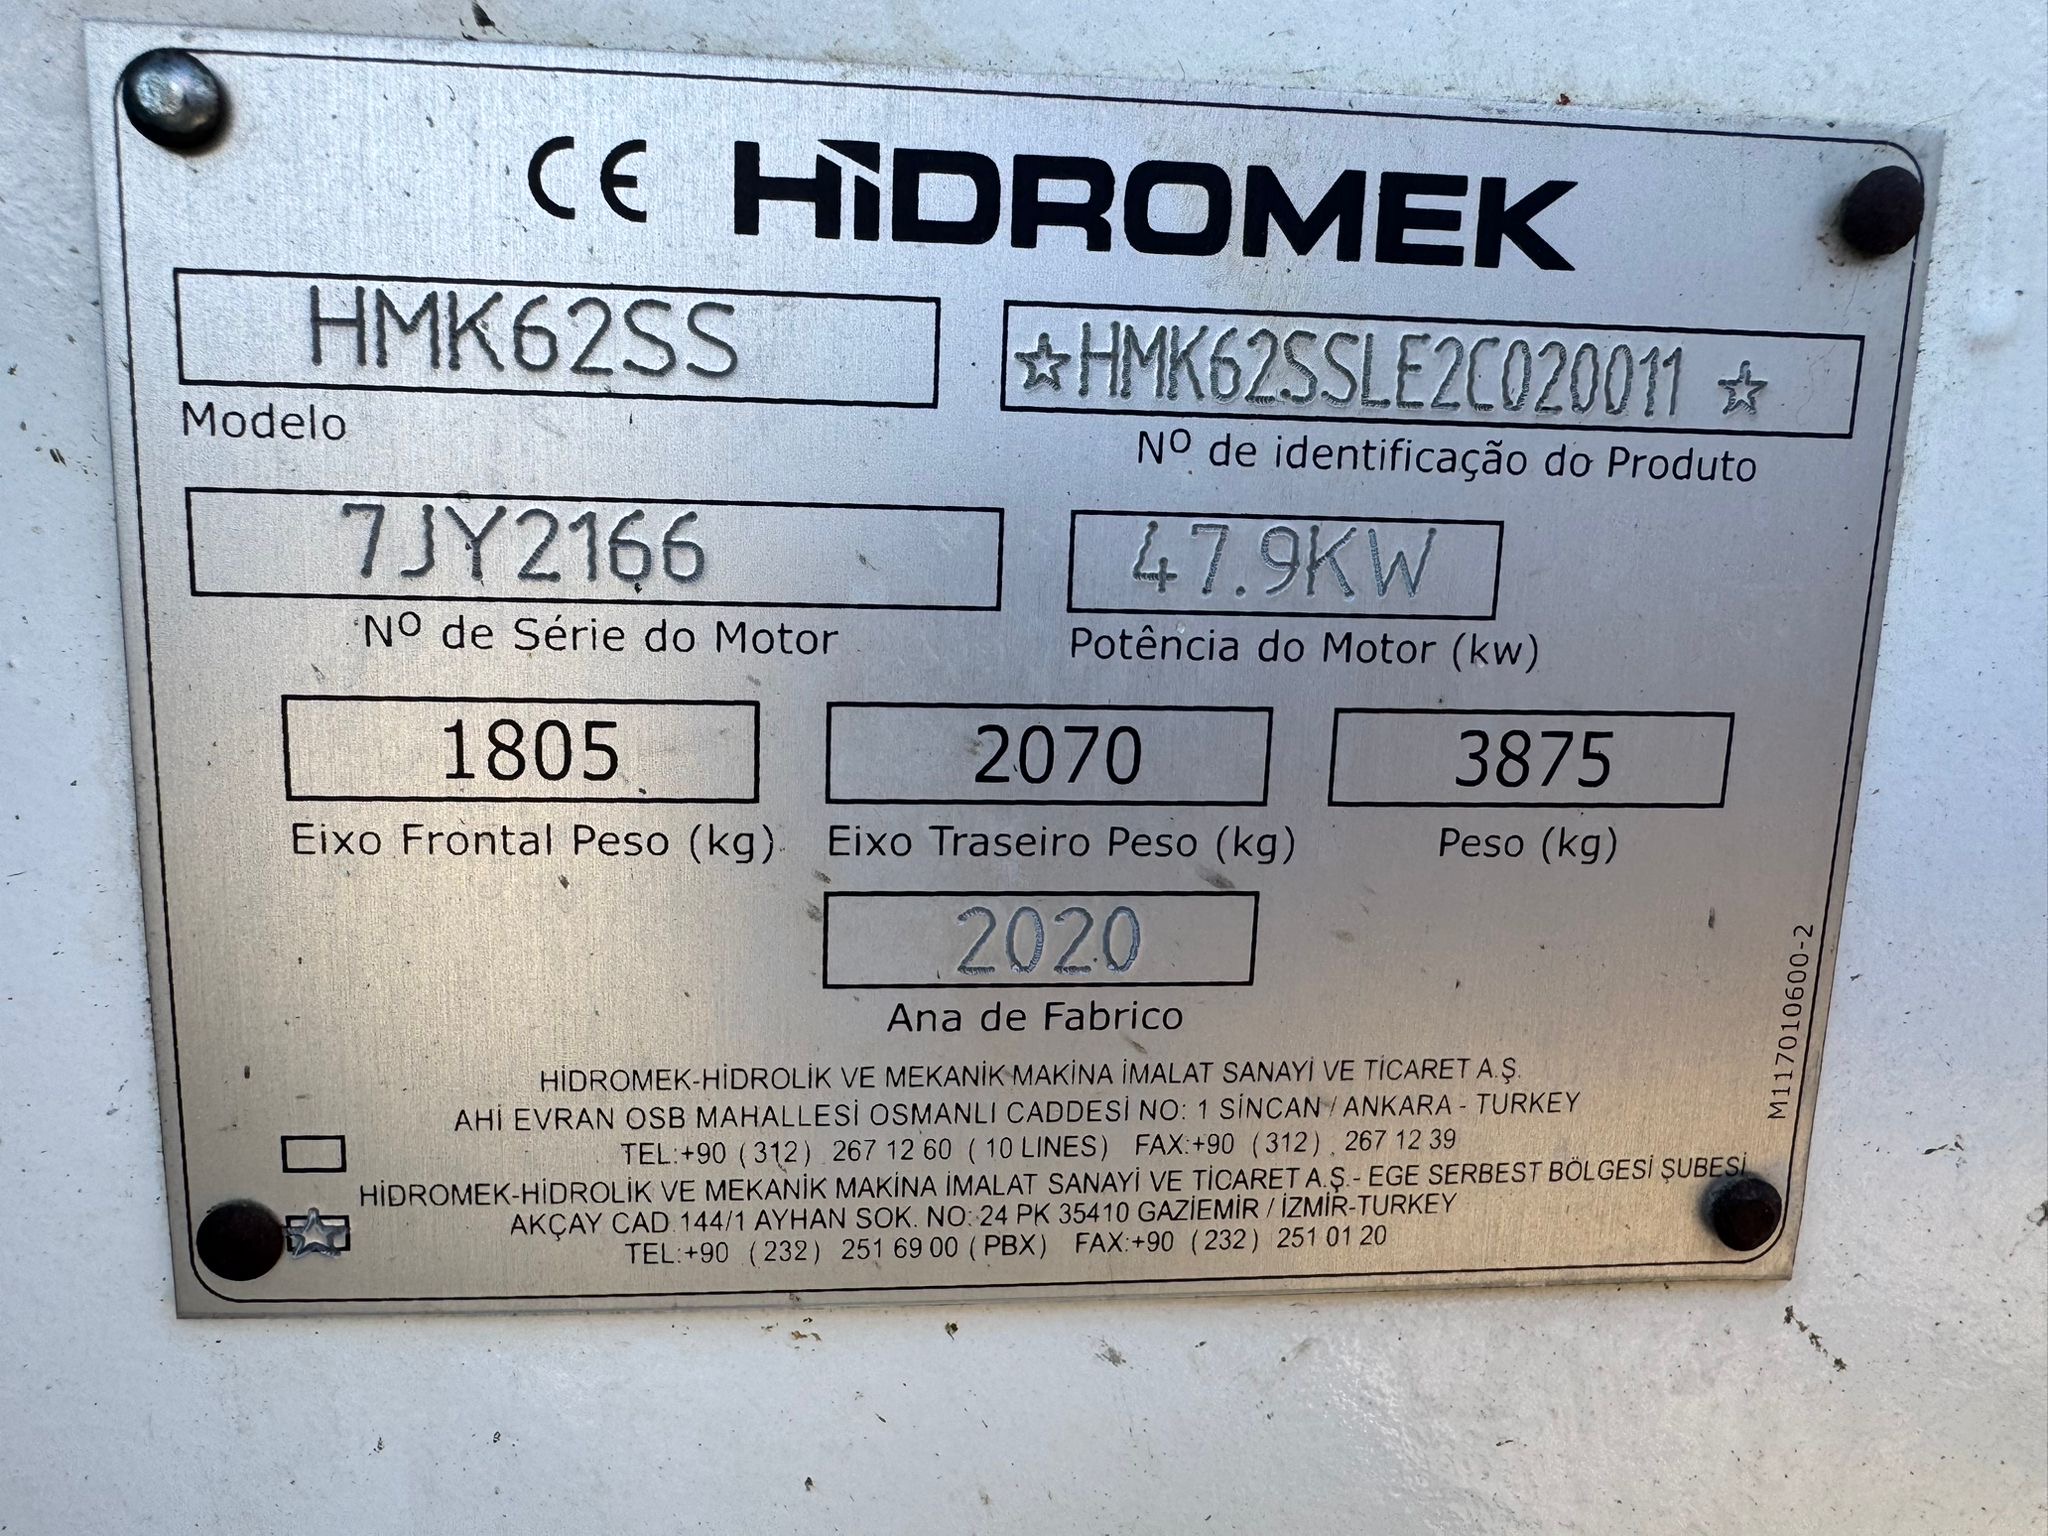 CE HİDROMEK
HMK62SS ☆HMK62SSLE2C020011 ☆
Modelo Nº de identificação do Produto
7JY2166 47.9KW
Nº de Série do Motor Potência do Motor (kw)
1805 2070 3875
Eixo Frontal Peso (kg) Eixo Traseiro Peso (kg) Peso (kg)
2020
Ana de Fabrico
M117010600-2
HİDROMEK-HİDROLİK VE MEKANİK MAKİNA İMALAT SANAYİ VE TİCARET A.Ş.
AHİ EVRAN OSB MAHALLESİ OSMANLI CADDESİ NO: 1 SİNCAN / ANKARA - TURKEY
TEL:+90 (312) 267 12 60 (10 LINES) FAX:+90 (312) 267 12 39
HİDROMEK-HİDROLİK VE MEKANİK MAKİNA İMALAT SANAYİ VE TİCARET A.Ş.- EGE SERBEST BÖLGESİ ŞUBESİ
AKÇAY CAD.144/1 AYHAN SOK. NO: 24 PK 35410 GAZİEMİR / İZMİR-TURKEY
TEL:+90 (232) 251 69 00 (PBX) FAX:+90 (232) 251 01 20